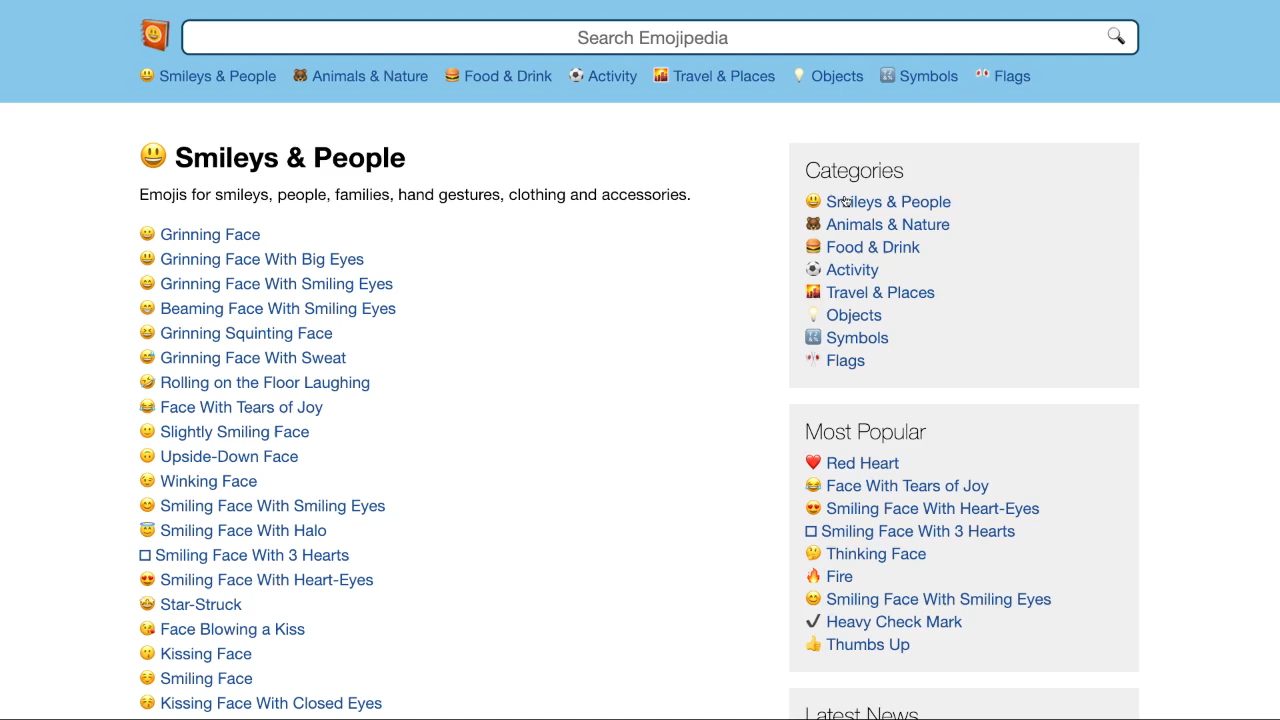 Search Emojipedia
Smileys & People Animals & Nature Food & Drink Activity Travel & Places Objects Symbols Flags
Smileys & People
Emojis for smileys, people, families, hand gestures, clothing and accessories.
Grinning Face
Grinning Face With Big Eyes
Grinning Face With Smiling Eyes
Beaming Face With Smiling Eyes
Grinning Squinting Face
Grinning Face With Sweat
Rolling on the Floor Laughing
Face With Tears of Joy
Slightly Smiling Face
Upside-Down Face
Winking Face
Smiling Face With Smiling Eyes
Smiling Face With Halo
Smiling Face With 3 Hearts
Smiling Face With Heart-Eyes
Star-Struck
Face Blowing a Kiss
Kissing Face
Smiling Face
Kissing Face With Closed Eyes
Categories
Smileys & People
Animals & Nature
Food & Drink
Activity
Travel & Places
Objects
Symbols
Flags
Most Popular
Red Heart
Face With Tears of Joy
Smiling Face With Heart-Eyes
Smiling Face With 3 Hearts
Thinking Face
Fire
Smiling Face With Smiling Eyes
Heavy Check Mark
Thumbs Up
Latest News